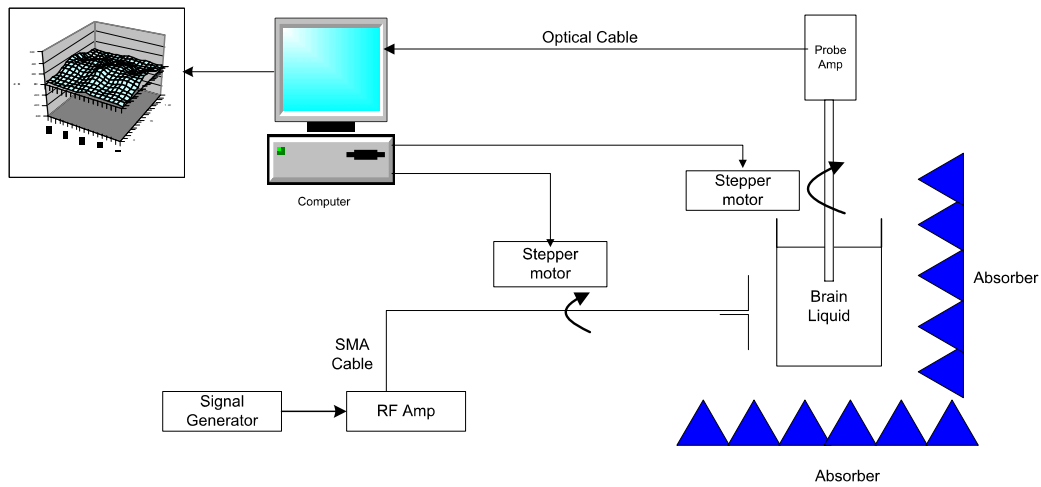 Optical Cable
Probe
Amp
Stepper
motor
Computer
Stepper
motor
Absorber
Brain
Liquid
SMA
Cable
Signal
Generator
RF Amp
Absorber